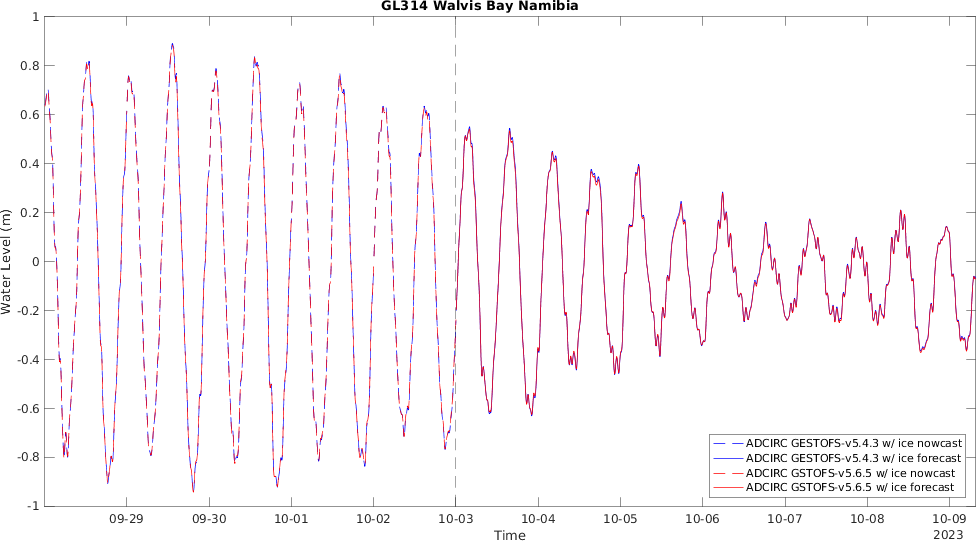 GL314 Walvis Bay Namibia
1
0.8
0.6
0.4
0.2
0
-0.2
-0.4
-0.6
-0.8
-1
Water Level (m)
ADCIRC GESTOFS-v5.4.3 w/ ice nowcast
ADCIRC GESTOFS-v5.4.3 w/ ice forecast
ADCIRC GSTOFS-v5.6.5 w/ ice nowcast
ADCIRC GSTOFS-v5.6.5 w/ ice forecast
09-29 09-30 10-01 10-02 10-03 10-04 10-05 10-06 10-07 10-08 10-09
Time 2023